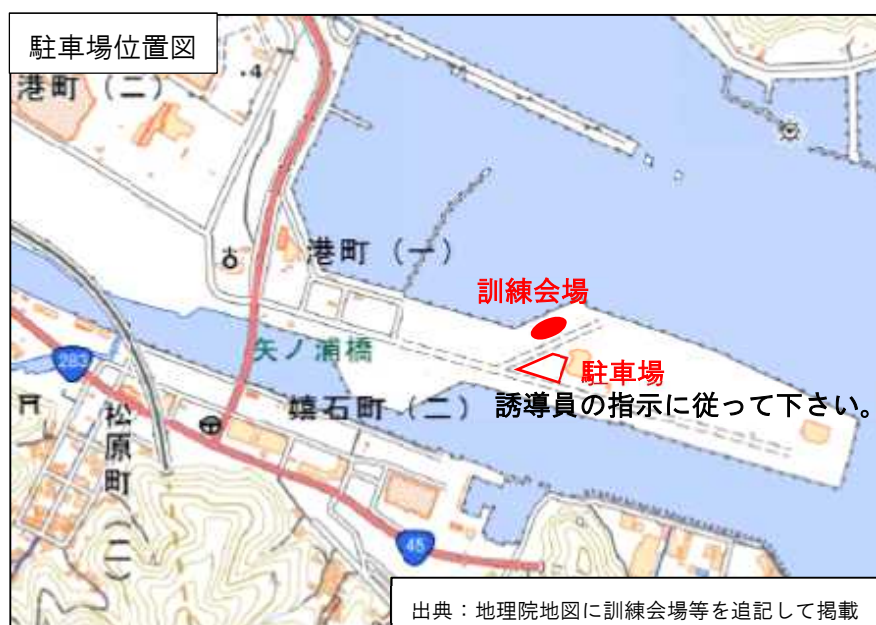 駐車場位置図
・4
港町（二）
港町（一）
訓練会場
矢ノ浦橋
283
駐車場
嬉石町（二）
誘導員の指示に従って下さい。
松原町（二）
45
出典：地理院地図に訓練会場等を追記して掲載